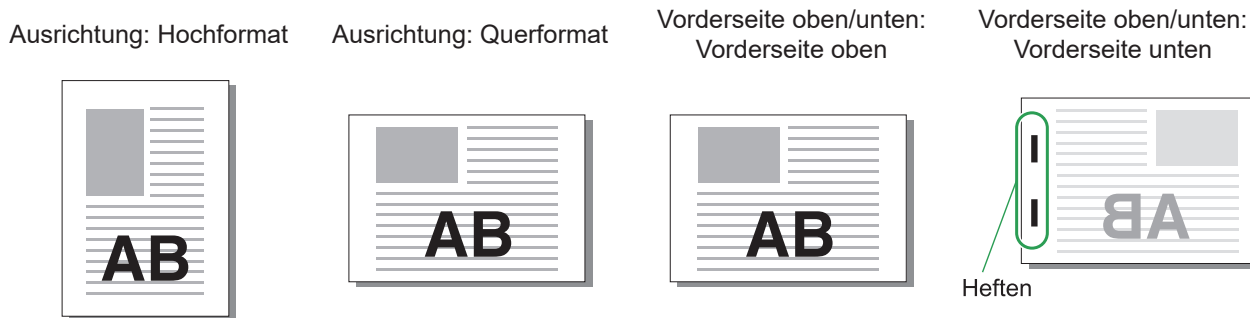 Ausrichtung: Hochformat
Ausrichtung: Querformat
Vorderseite oben/unten:
Vorderseite oben
Vorderseite oben/unten:
Vorderseite unten
AB
AB
AB
AB
Heften